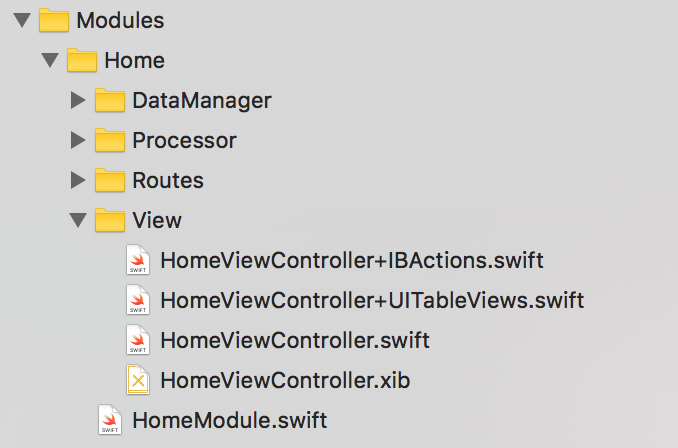 Modules
Home
DataManager
Processor
Routes
View
SWIFT HomeViewController+IBActions.swift
SWIFT HomeViewController+UITableViews.swift
SWIFT HomeViewController.swift
HomeViewController.xib
SWIFT HomeModule.swift